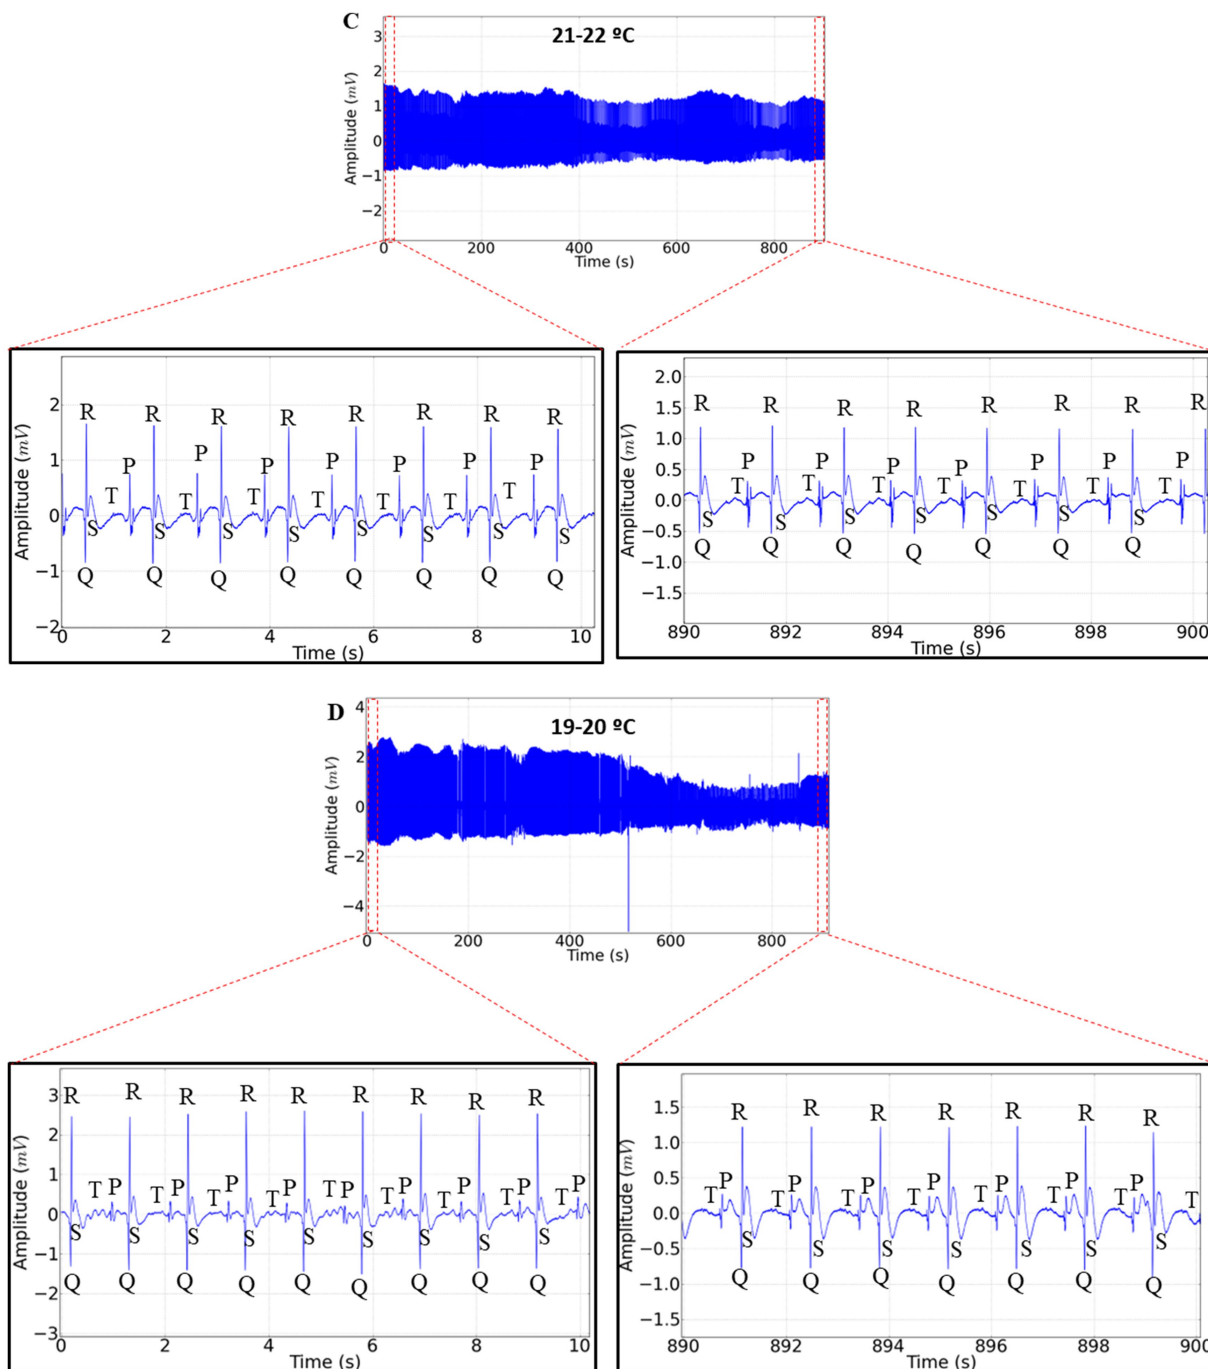 C
21-22 ºC
Amplitude (mV)
3
2
1
0
−1
−2
0 200 400 600 800
Time (s)
Amplitude (mV)
2
1
0
−1
−2
R R R R R R R R
P P P P P P P
T T T T T T T
S S S S S S S S
Q Q Q Q Q Q Q Q
0 2 4 6 8 10
Time (s)
Amplitude (mV)
2.0
1.5
1.0
0.5
0.0
−0.5
−1.0
−1.5
R R R R R R R R
P P P P P P P
T T T T T T T
S S S S S S S
Q Q Q Q Q Q Q
890 892 894 896 898 900
Time (s)
D
19-20 ºC
Amplitude (mV)
4
2
0
−2
−4
0 200 400 600 800
Time (s)
Amplitude (mV)
3
2
1
0
−1
−2
−3
R R R R R R R R R
T P T P T P T P T P T P T P T P T P
S S S S S S S S S
Q Q Q Q Q Q Q Q Q
0 2 4 6 8 10
Time (s)
Amplitude (mV)
1.5
1.0
0.5
0.0
−0.5
−1.0
−1.5
R R R R R R R
T P T P T P T P T P T P T P T
S S S S S S S
Q Q Q Q Q Q Q
890 892 894 896 898 900
Time (s)